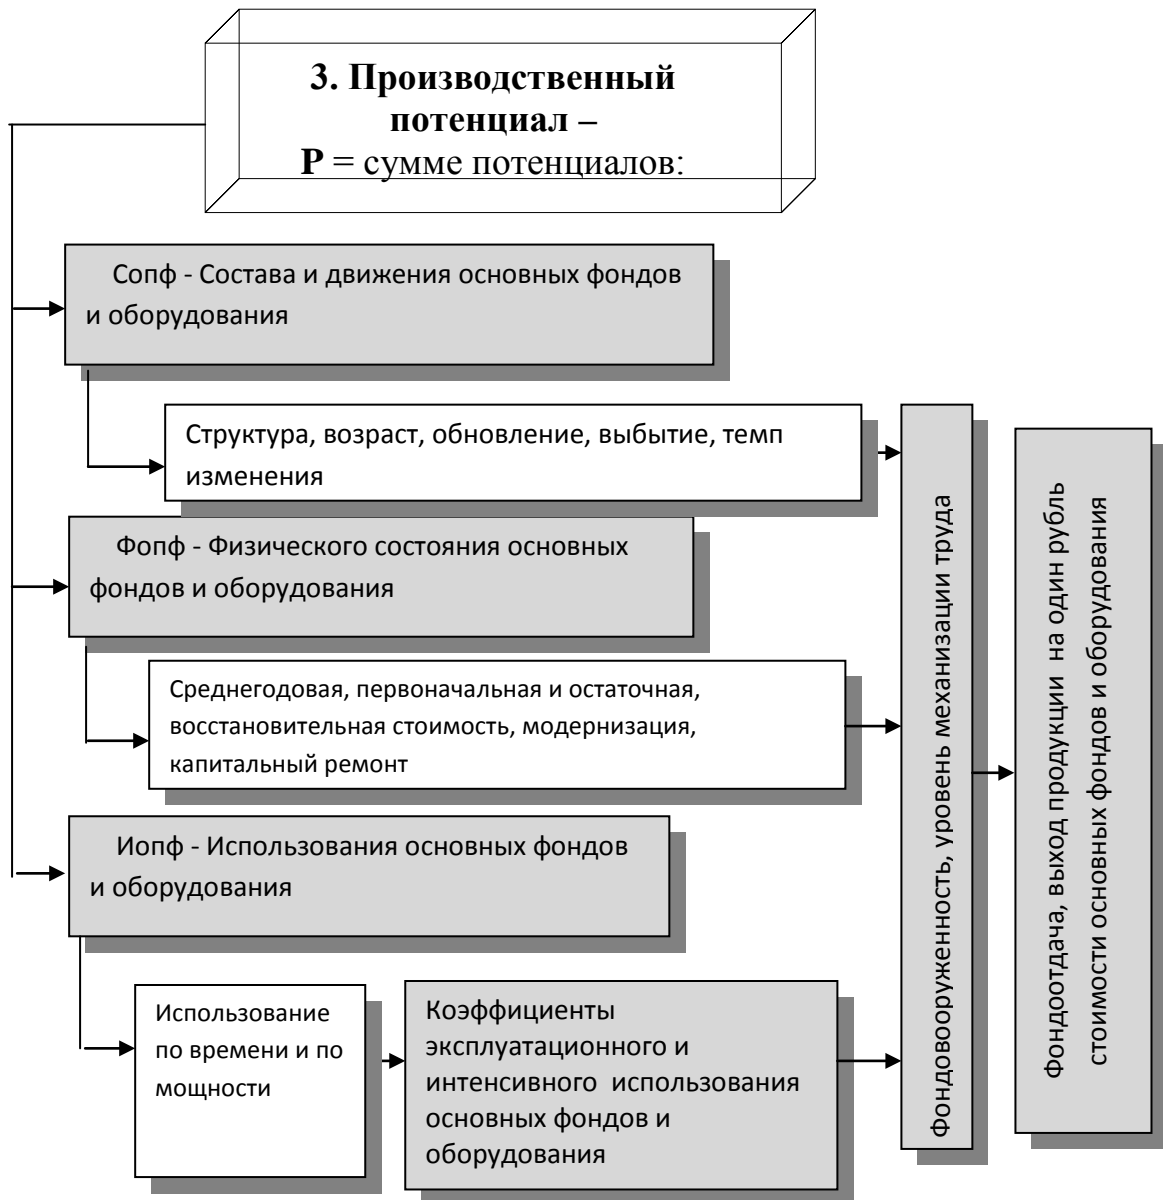 3. Производственный
потенциал –
P = сумме потенциалов:
Сопф - Состава и движения основных фондов
и оборудования
Структура, возраст, обновление, выбытие, темп
изменения
Фопф - Физического состояния основных
фондов и оборудования
Среднегодовая, первоначальная и остаточная,
восстановительная стоимость, модернизация,
капитальный ремонт
Иопф - Использования основных фондов
и оборудования
Использование
по времени и по
мощности
Коэффициенты
эксплуатационного и
интенсивного использования
основных фондов и
оборудования
Фондовооруженность, уровень механизации труда
Фондоотдача, выход продукции на один рубль
стоимости основных фондов и оборудования